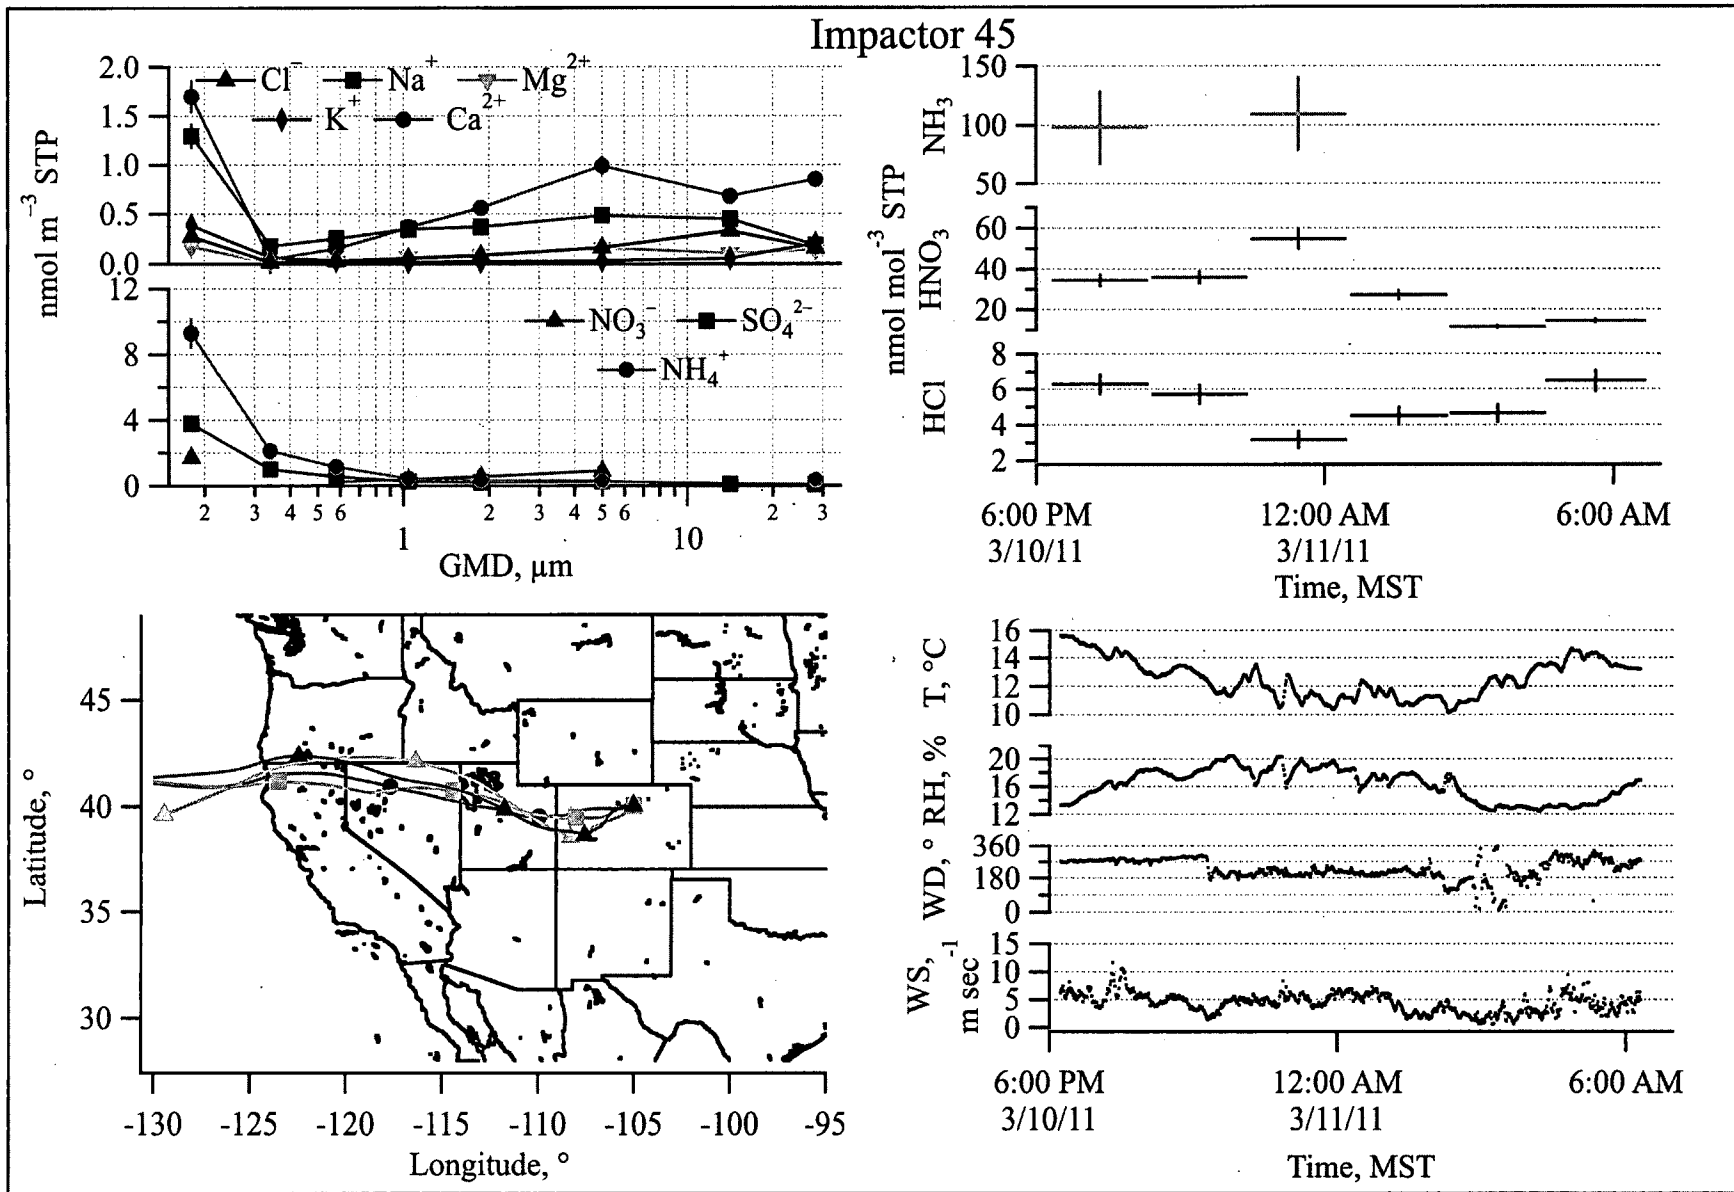 Impactor 45
Cl⁻ Na⁺ Mg²⁺
K⁺ Ca²⁺
nmol m⁻³ STP
2.0
1.5
1.0
0.5
0.0
NO₃⁻ SO₄²⁻
NH₄⁺
12
8
4
0
2 3 4 5 6 2 3 4 5 6 2 3
1 10
GMD, µm
nmol mol⁻³ STP
NH₃
150
100
50
HNO₃
60
40
20
HCl
8
6
4
2
6:00 PM 12:00 AM 6:00 AM
3/10/11 3/11/11
Time, MST
Latitude, °
45
40
35
30
-130 -125 -120 -115 -110 -105 -100 -95
Longitude, °
T, °C
16
14
12
10
RH, %
20
16
12
WD, °
360
180
0
WS,
m sec⁻¹
15
10
5
0
6:00 PM 12:00 AM 6:00 AM
3/10/11 3/11/11
Time, MST